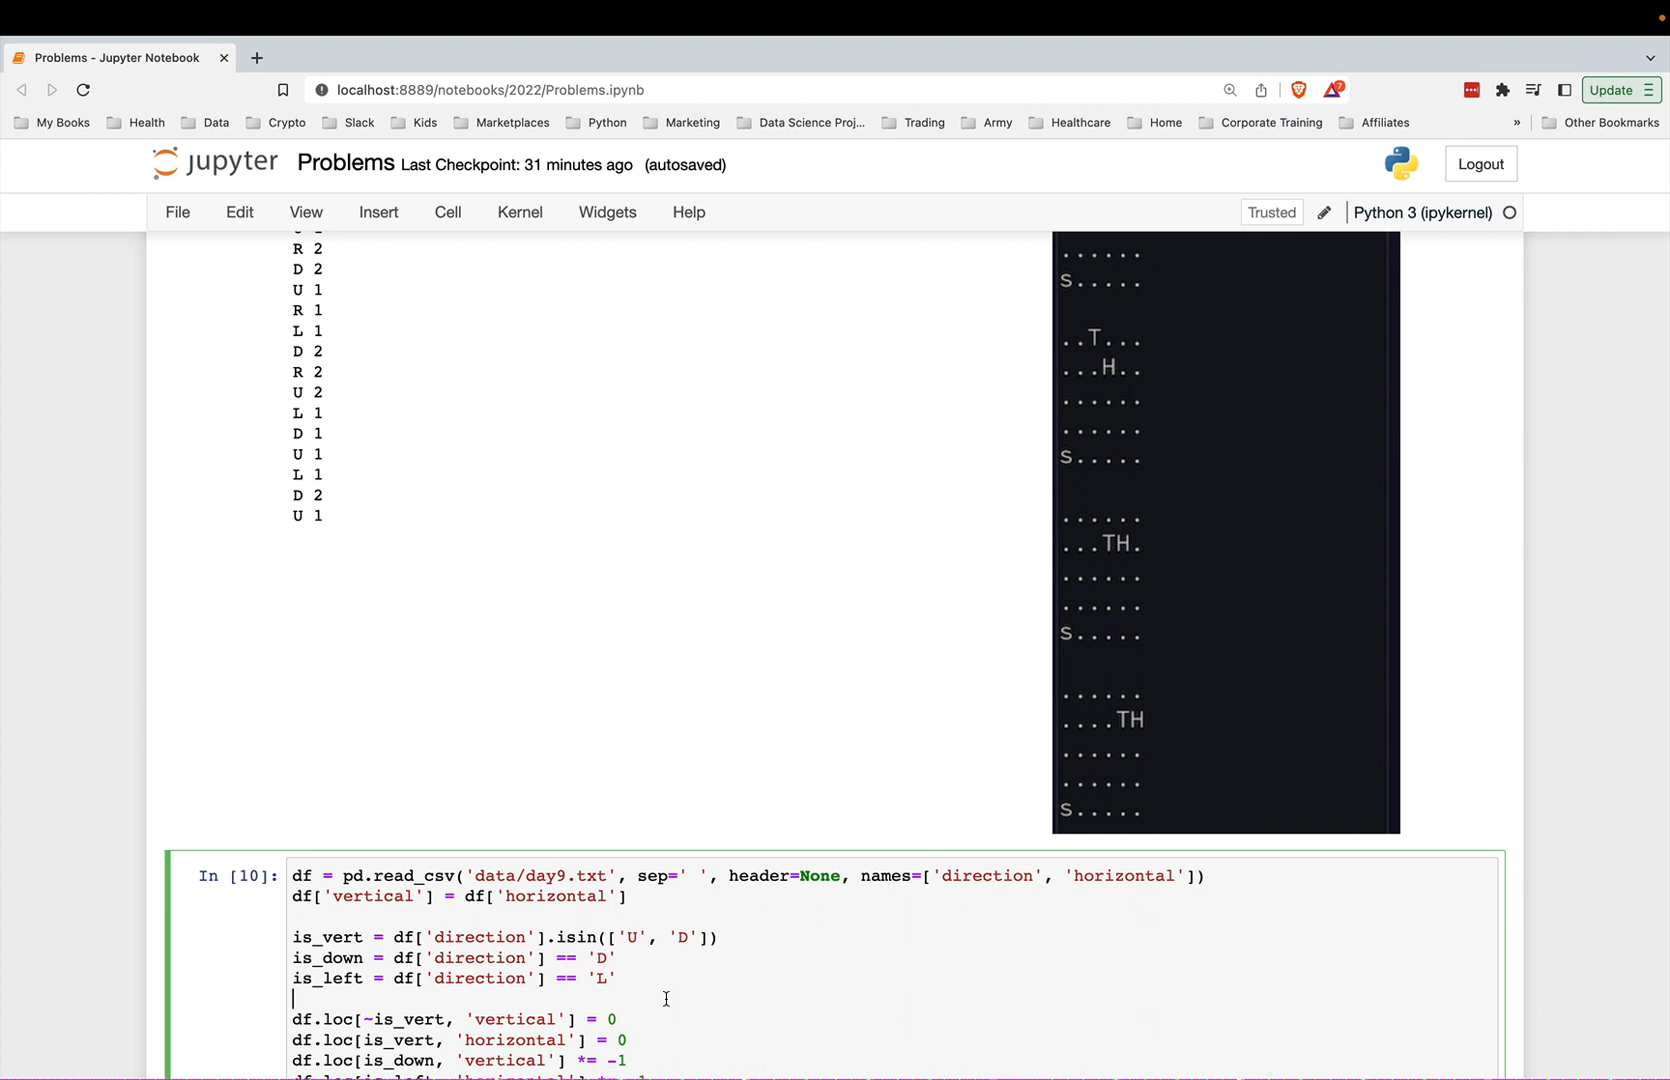 Problems - Jupyter Notebook
localhost:8889/notebooks/2022/Problems.ipynb
7
Update
My Books Health Data Crypto Slack Kids Marketplaces Python Marketing Data Science Proj... Trading Army Healthcare Home Corporate Training Affiliates » Other Bookmarks
jupyter Problems Last Checkpoint: 31 minutes ago (autosaved)
Logout
File Edit View Insert Cell Kernel Widgets Help
Trusted Python 3 (ipykernel)
R 2
D 2
U 1
R 1
L 1
D 2
R 2
U 2
L 1
D 1
U 1
L 1
D 2
U 1
......
s.....
..T...
...H..
......
......
s.....
......
...TH.
......
......
s.....
......
....TH
......
......
s.....
In [10]:
df = pd.read_csv('data/day9.txt', sep=' ', header=None, names=['direction', 'horizontal'])
df['vertical'] = df['horizontal']
is_vert = df['direction'].isin(['U', 'D'])
is_down = df['direction'] == 'D'
is_left = df['direction'] == 'L'
df.loc[~is_vert, 'vertical'] = 0
df.loc[is_vert, 'horizontal'] = 0
df.loc[is_down, 'vertical'] *= -1